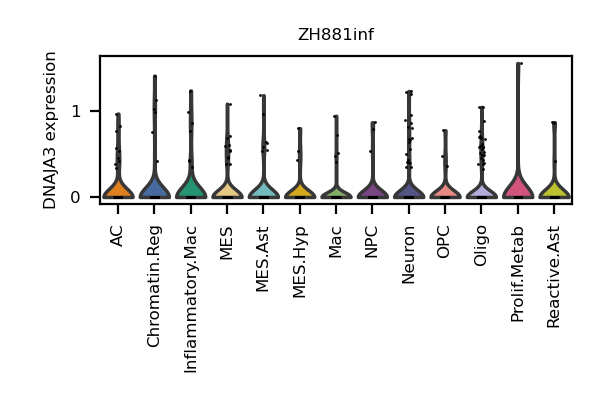 ZH881inf
DNAJA3 expression
1
0
AC
Chromatin.Reg
Inflammatory.Mac
MES
MES.Ast
MES.Hyp
Mac
NPC
Neuron
OPC
Oligo
Prolif.Metab
Reactive.Ast